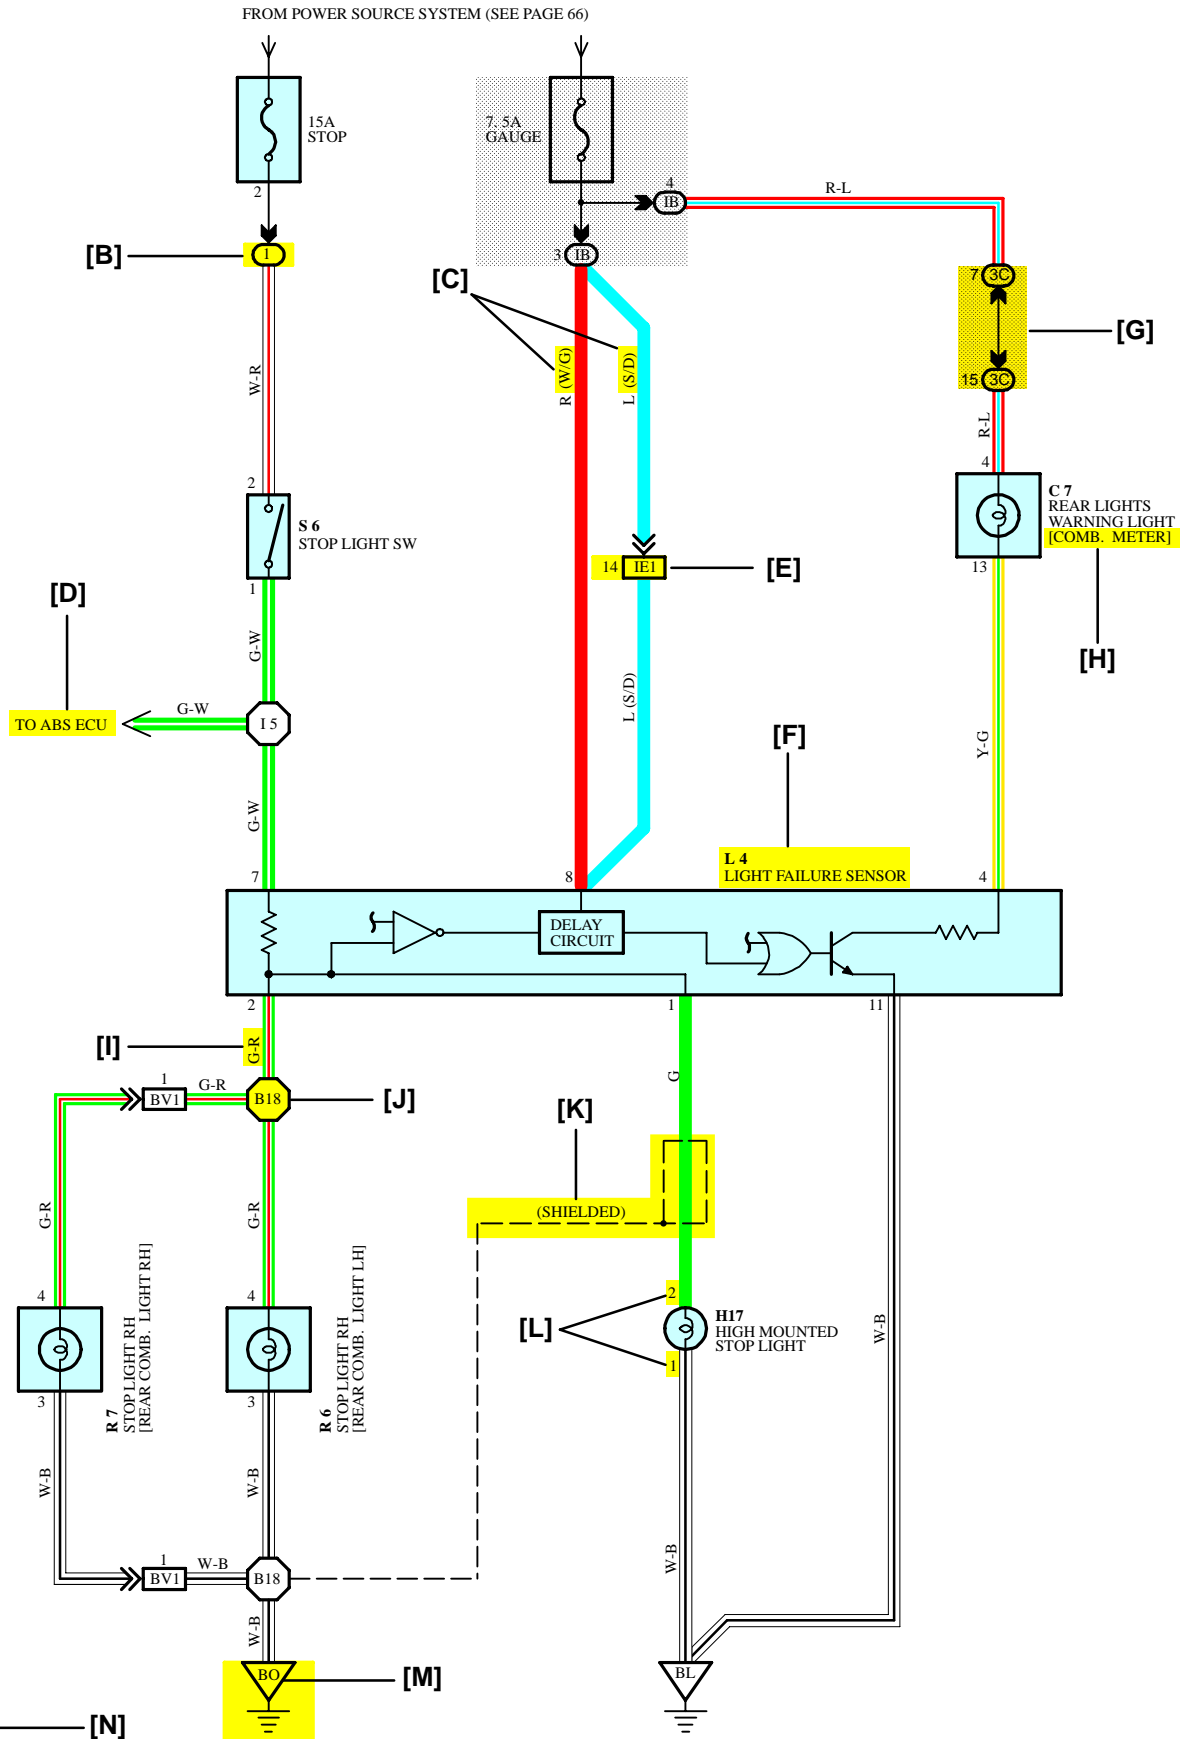 FROM POWER SOURCE SYSTEM (SEE PAGE 66)
15A
STOP
7. 5A
GAUGE
2
4
IB
R-L
[B]
1
3
IB
[C]
7
3C
[G]
W-R
R (W/G)
L (S/D)
15
3C
R-L
2
4
S 6
STOP LIGHT SW
C 7
REAR LIGHTS
WARNING LIGHT
[COMB. METER]
14
IE1
[E]
13
1
[D]
G-W
[H]
L (S/D)
TO ABS ECU
G-W
I 5
[F]
Y-G
G-W
L 4
LIGHT FAILURE SENSOR
7
8
4
DELAY
CIRCUIT
2
1
11
[I]
G-R
G
1
BV1
G-R
B18
[J]
[K]
(SHIELDED)
G-R
G-R
4
4
2
R 7
STOP LIGHT RH
[REAR COMB. LIGHT RH]
R 6
STOP LIGHT RH
[REAR COMB. LIGHT LH]
[L]
H17
HIGH MOUNTED
STOP LIGHT
W-B
1
3
3
W-B
W-B
W-B
1
BV1
W-B
B18
W-B
BO
[M]
BL
[N]